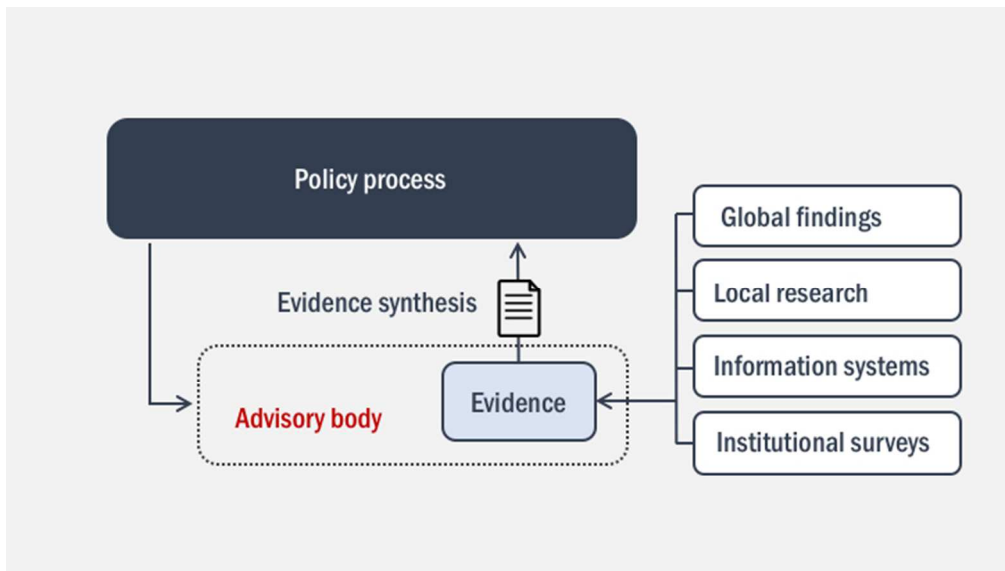 Policy process
Global findings
Evidence synthesis
Local research
Information systems
Advisory body
Evidence
Institutional surveys